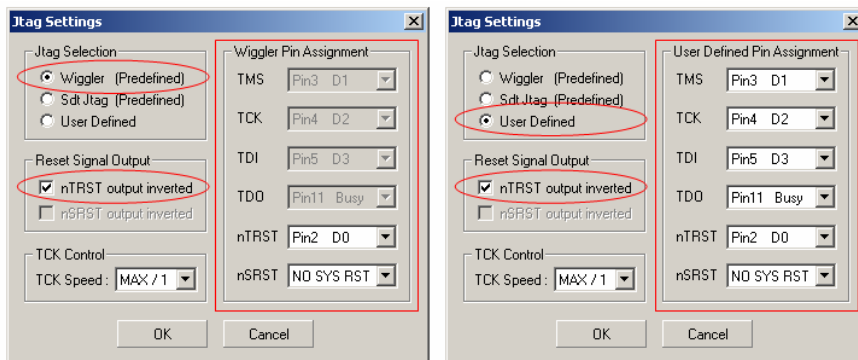 Jtag Settings
Jtag Selection
Wiggler (Predefined)
Sdt Jtag (Predefined)
User Defined
Reset Signal Output
nTRST output inverted
nSRST output inverted
TCK Control
TCK Speed : MAX / 1
Wiggler Pin Assignment
TMS Pin3 D1
TCK Pin4 D2
TDI Pin5 D3
TDO Pin11 Busy
nTRST Pin2 D0
nSRST NO SYS RST
OK Cancel
Jtag Settings
Jtag Selection
Wiggler (Predefined)
Sdt Jtag (Predefined)
User Defined
Reset Signal Output
nTRST output inverted
nSRST output inverted
TCK Control
TCK Speed : MAX / 1
User Defined Pin Assignment
TMS Pin3 D1
TCK Pin4 D2
TDI Pin5 D3
TDO Pin11 Busy
nTRST Pin2 D0
nSRST NO SYS RST
OK Cancel